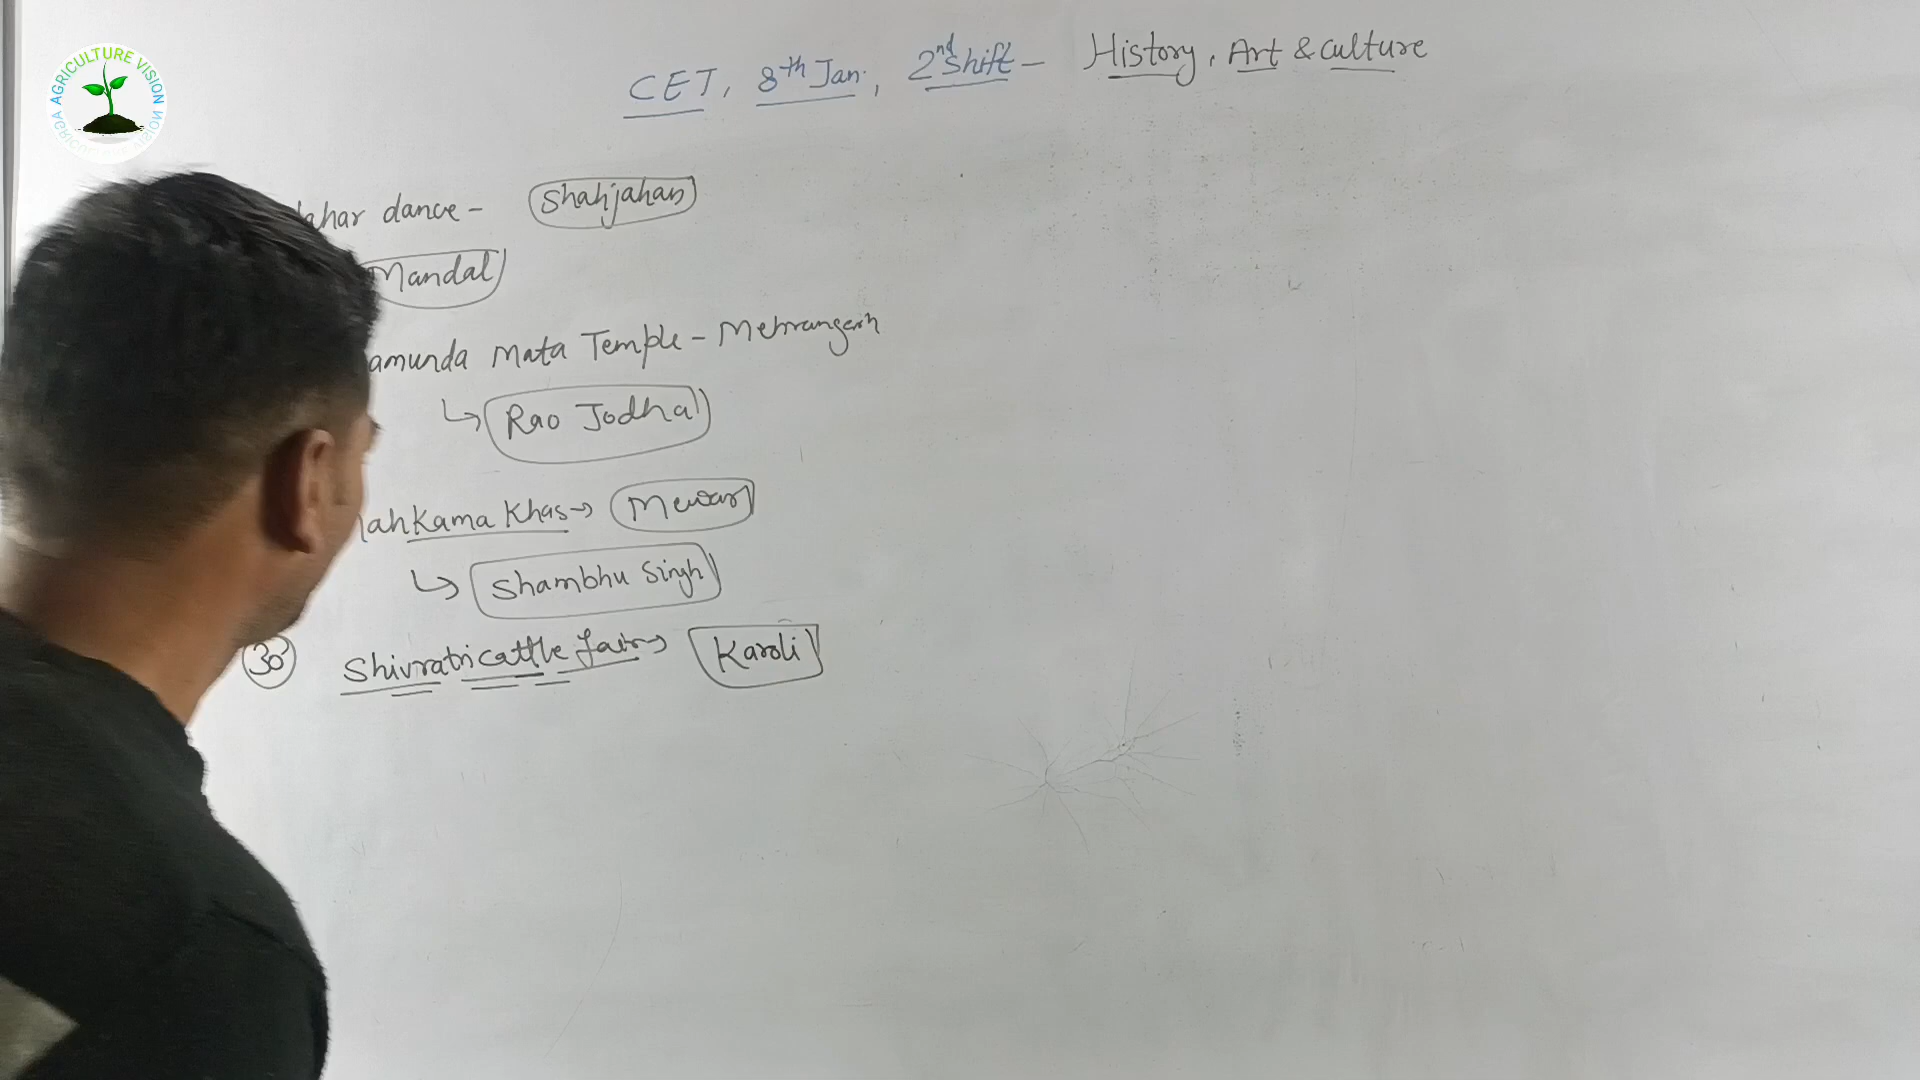 AGRICULTURE VISION
CET, 8th Jan., 2nd Shift - History, Art & culture
ahar dance - Shahjahan
Mandal
amunda Mata Temple - Mehrangarh
↳ Rao Jodha
ahkama Khas → Mewar
↳ Shambhu Singh
30 Shivratri cattle fair → Karoli